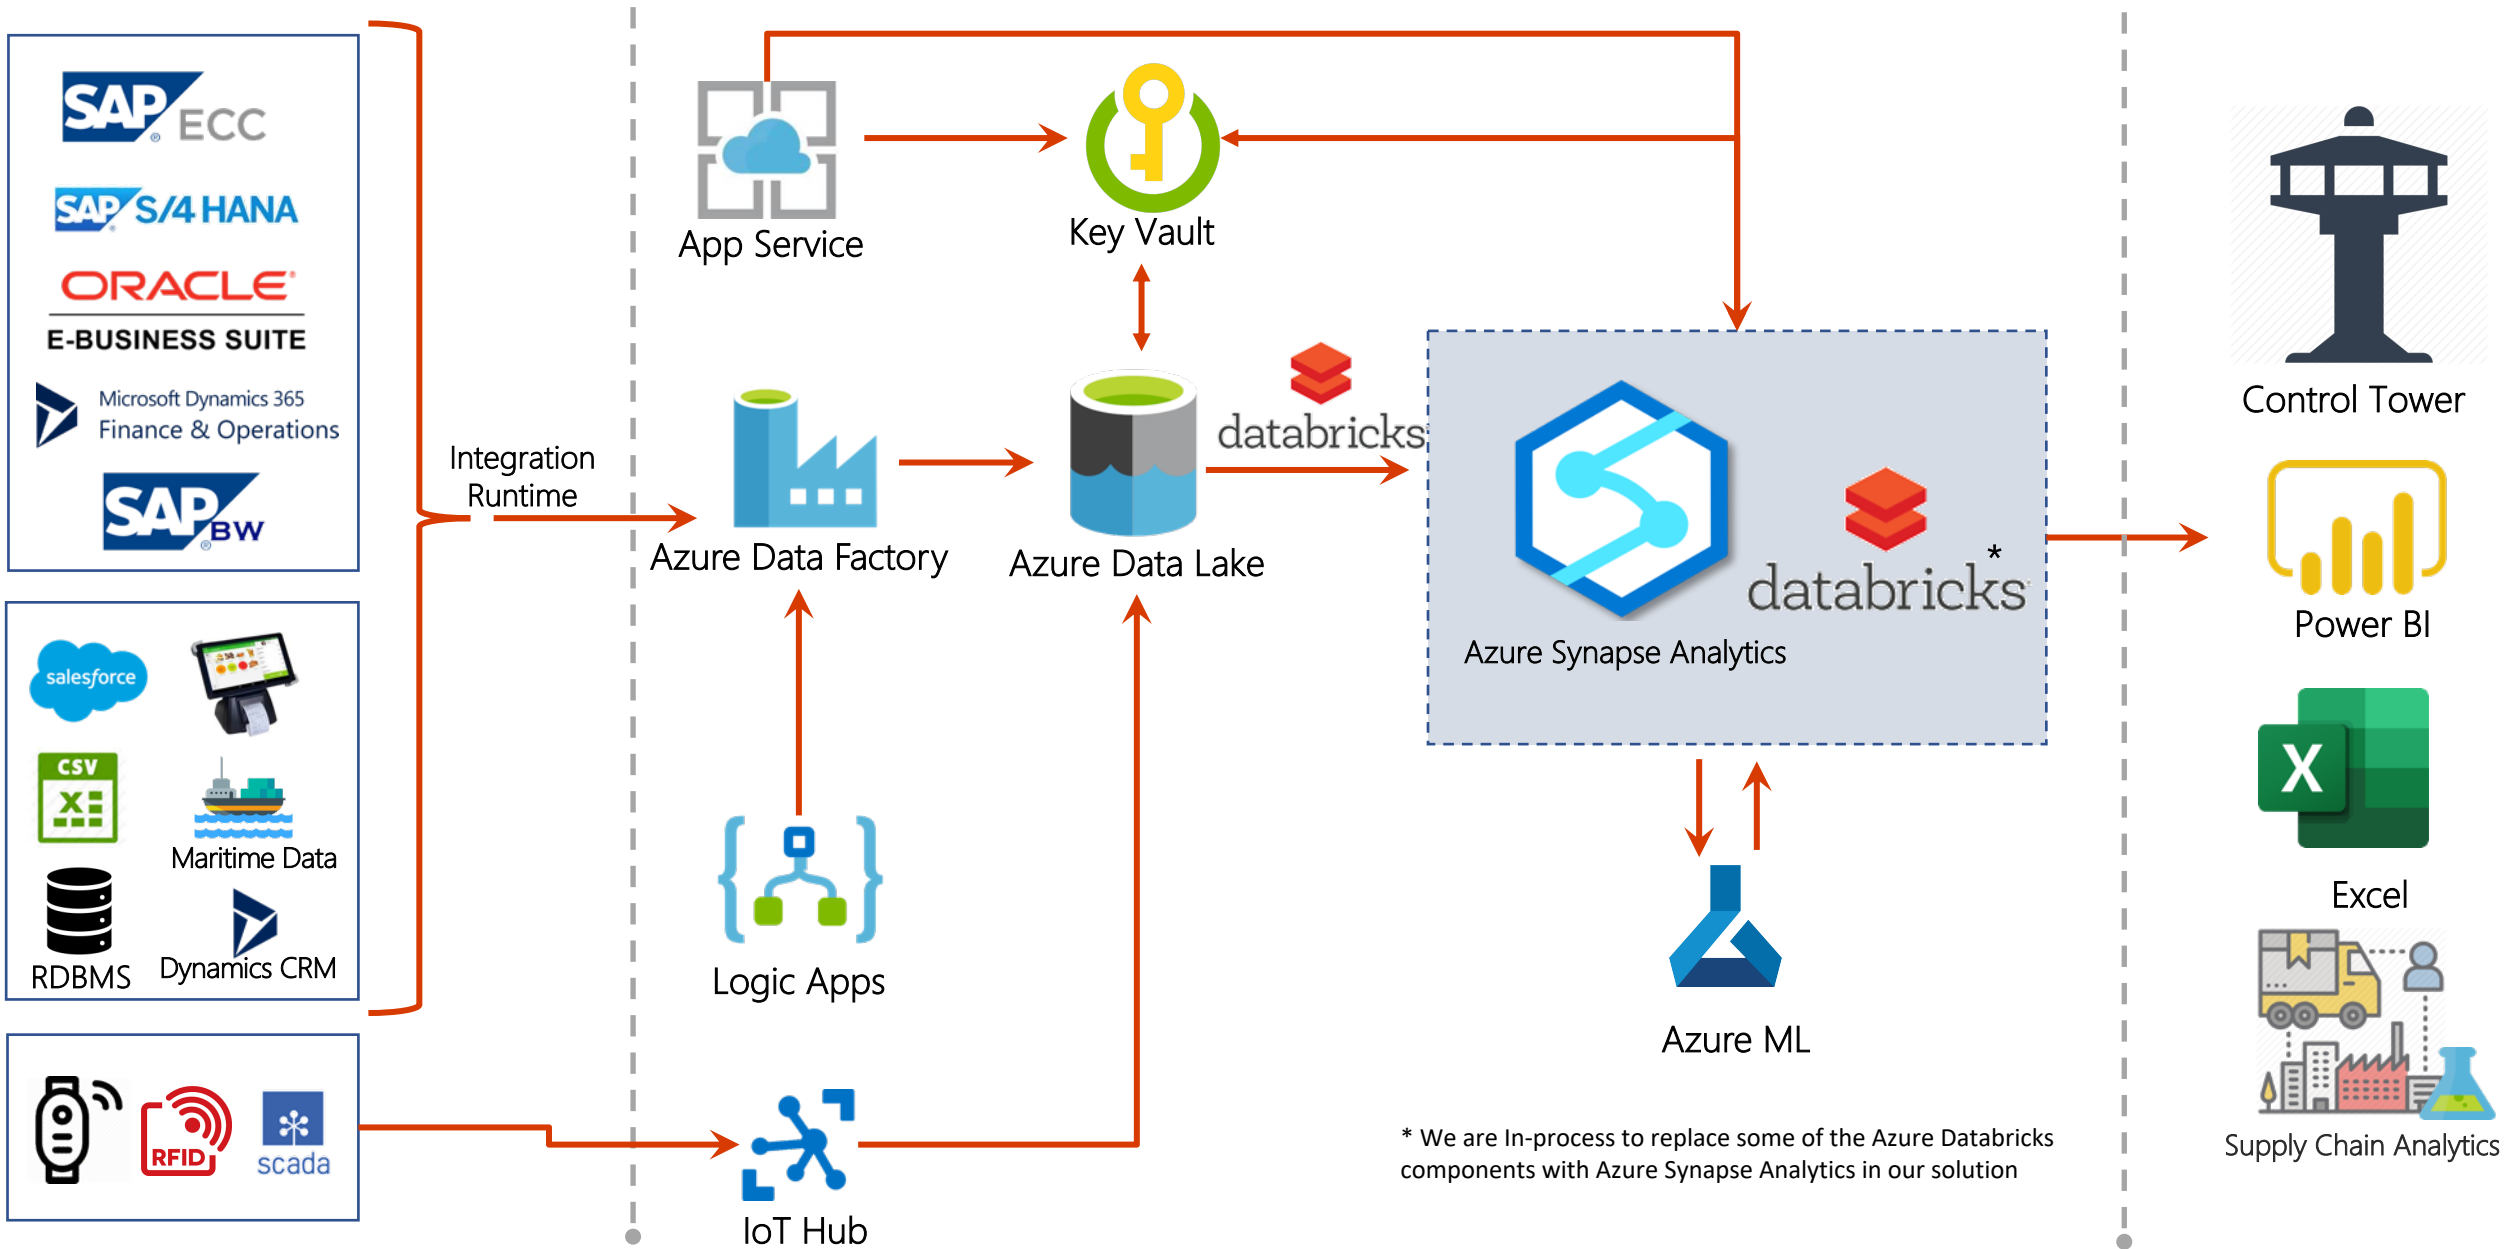 SAP ECC
SAP S/4 HANA
ORACLE
E-BUSINESS SUITE
Microsoft Dynamics 365
Finance & Operations
SAP BW
salesforce
CSV
X
Maritime Data
RDBMS
Dynamics CRM
RFID
scada
Integration
Runtime
App Service
Key Vault
Azure Data Factory
Azure Data Lake
databricks
Logic Apps
IoT Hub
*
databricks
Azure Synapse Analytics
Azure ML
* We are In-process to replace some of the Azure Databricks
components with Azure Synapse Analytics in our solution
Control Tower
Power BI
X
Excel
Supply Chain Analytics